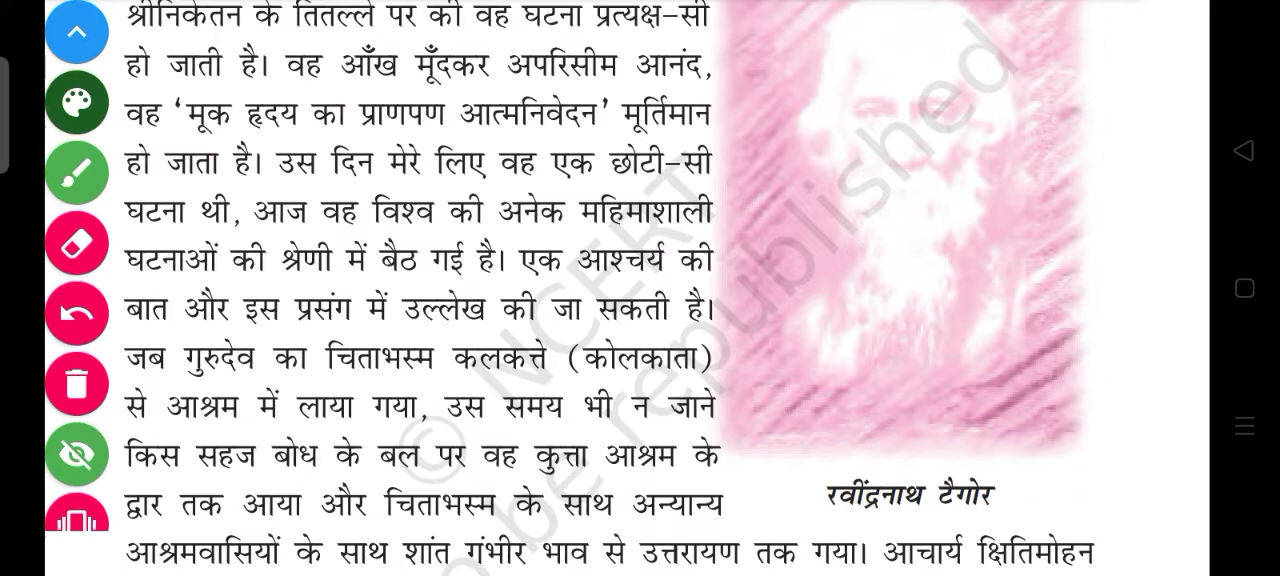 श्रीनिकेतन के तितल्ले पर की वह घटना प्रत्यक्ष-सी
हो जाती है। वह आँख मूँदकर अपरिसीम आनंद,
वह ‘मूक हृदय का प्राणपण आत्मनिवेदन’ मूर्तिमान
हो जाता है। उस दिन मेरे लिए वह एक छोटी-सी
घटना थी, आज वह विश्व की अनेक महिमाशाली
घटनाओं की श्रेणी में बैठ गई है। एक आश्चर्य की
बात और इस प्रसंग में उल्लेख की जा सकती है।
जब गुरुदेव का चिताभस्म कलकत्ते (कोलकाता)
से आश्रम में लाया गया, उस समय भी न जाने
किस सहज बोध के बल पर वह कुत्ता आश्रम के
द्वार तक आया और चिताभस्म के साथ अन्यान्य
आश्रमवासियों के साथ शांत गंभीर भाव से उत्तरायण तक गया। आचार्य क्षितिमोहन
रवींद्रनाथ टैगोर
© NCERT
be republished